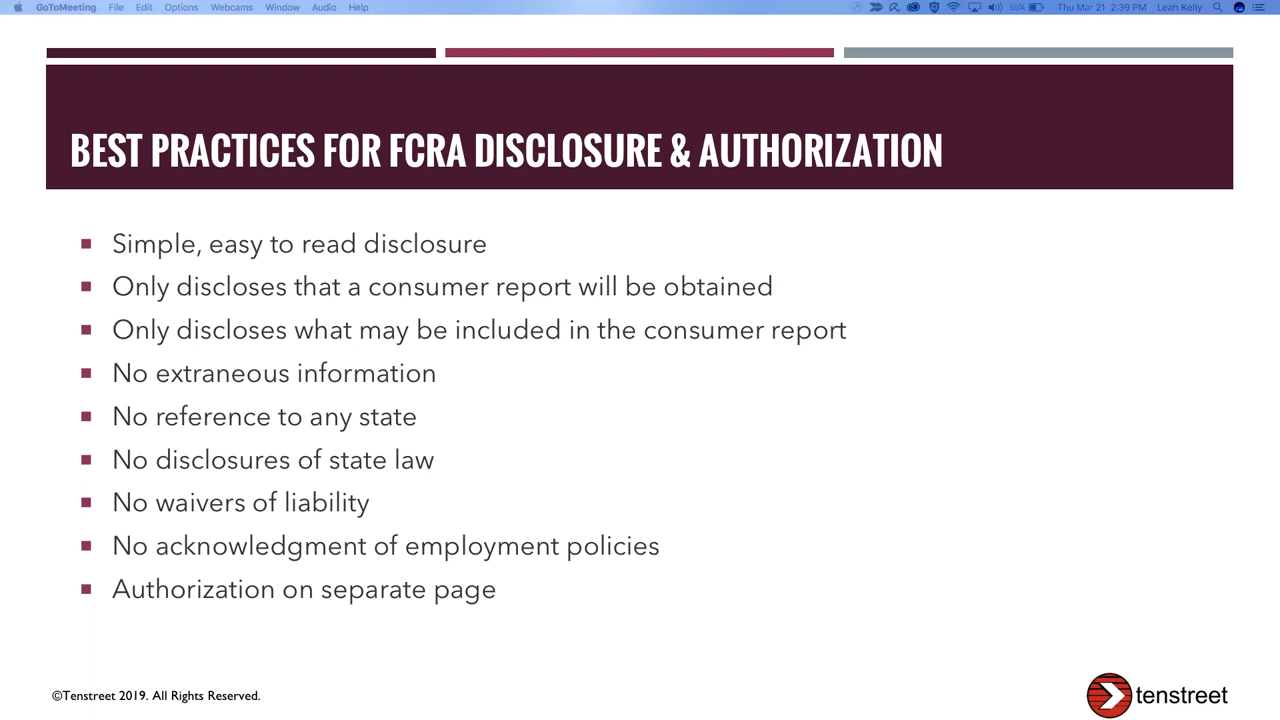 GoToMeeting File Edit Options Webcams Window Audio Help 55% Thu Mar 21 2:39 PM Leah Kelly
BEST PRACTICES FOR FCRA DISCLOSURE & AUTHORIZATION
Simple, easy to read disclosure
Only discloses that a consumer report will be obtained
Only discloses what may be included in the consumer report
No extraneous information
No reference to any state
No disclosures of state law
No waivers of liability
No acknowledgment of employment policies
Authorization on separate page
©Tenstreet 2019. All Rights Reserved.
tenstreet